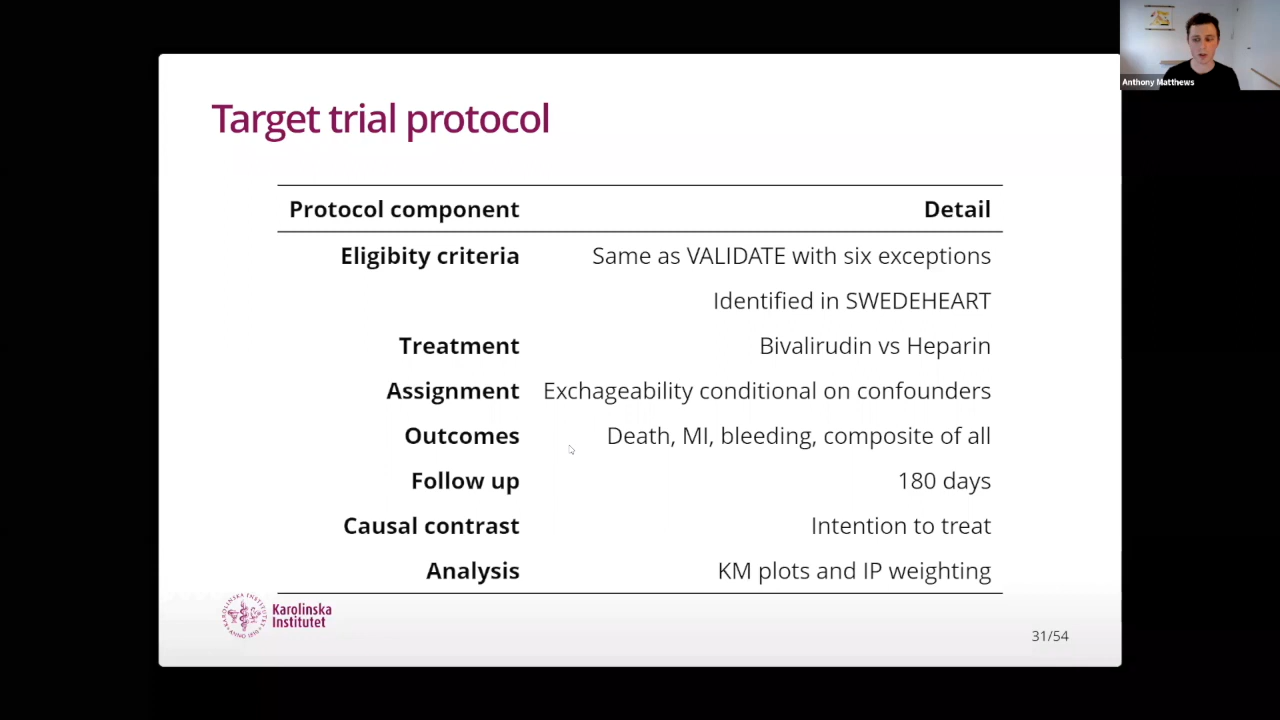 Anthony Matthews
Target trial protocol
Protocol component Detail
Eligibity criteria Same as VALIDATE with six exceptions
Identified in SWEDEHEART
Treatment Bivalirudin vs Heparin
Assignment Exchageability conditional on confounders
Outcomes Death, MI, bleeding, composite of all
Follow up 180 days
Causal contrast Intention to treat
Analysis KM plots and IP weighting
Karolinska
Institutet
31/54